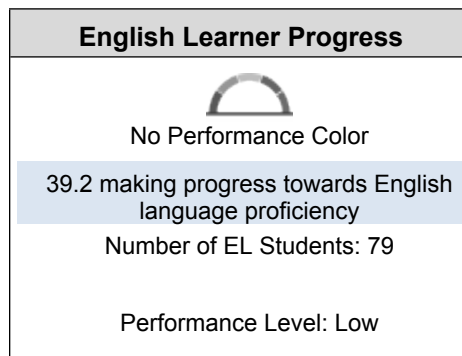 English Learner Progress
No Performance Color
39.2 making progress towards English
language proficiency
Number of EL Students: 79
Performance Level: Low